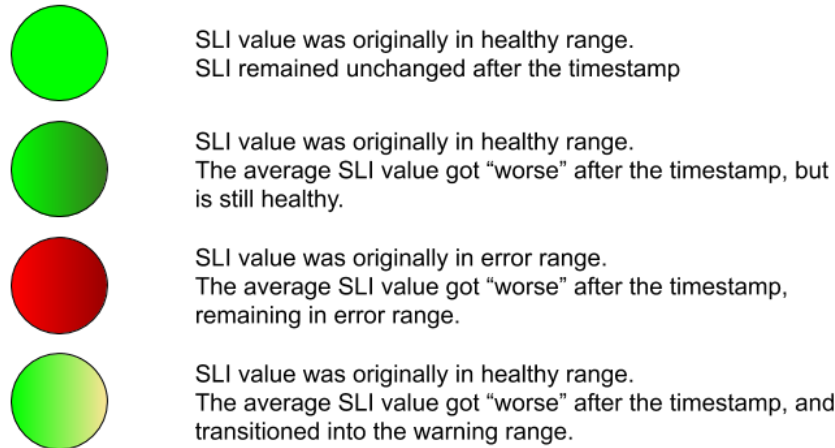 SLI value was originally in healthy range.
SLI remained unchanged after the timestamp
SLI value was originally in healthy range.
The average SLI value got “worse” after the timestamp, but
is still healthy.
SLI value was originally in error range.
The average SLI value got “worse” after the timestamp,
remaining in error range.
SLI value was originally in healthy range.
The average SLI value got “worse” after the timestamp, and
transitioned into the warning range.